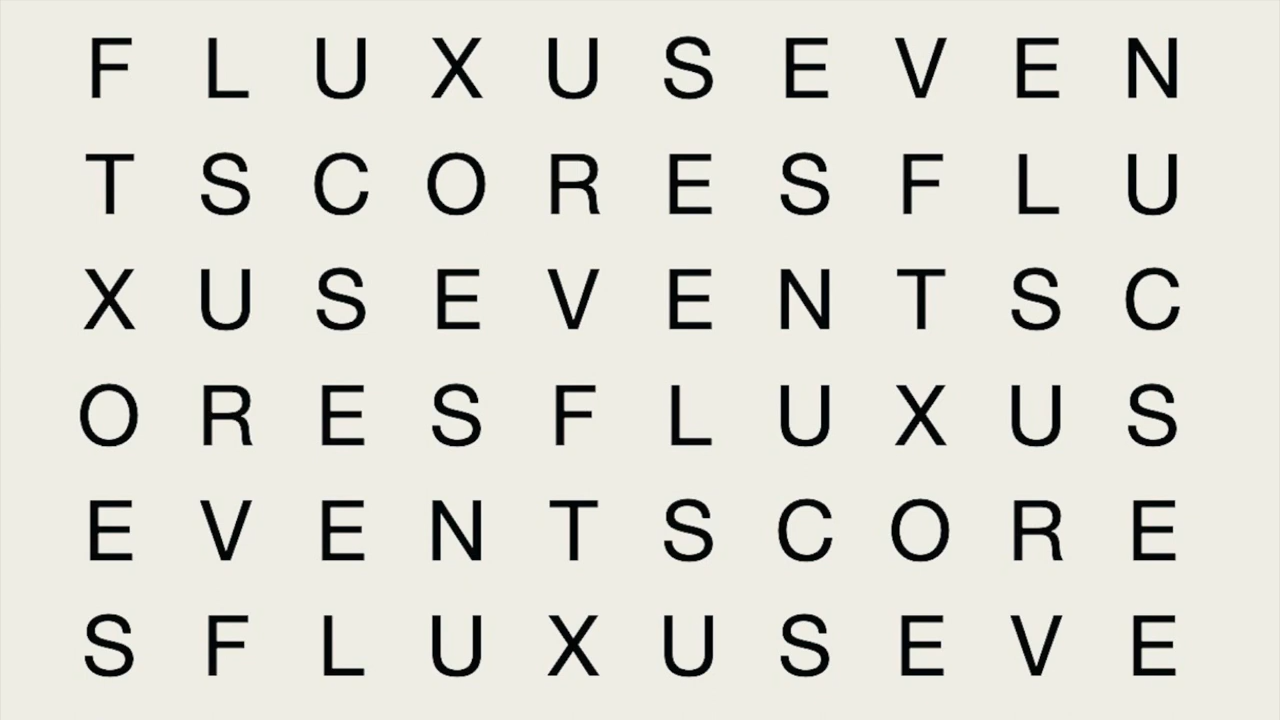 F L U X U S E V E N
T S C O R E S F L U
X U S E V E N T S C
O R E S F L U X U S
E V E N T S C O R E
S F L U X U S E V E